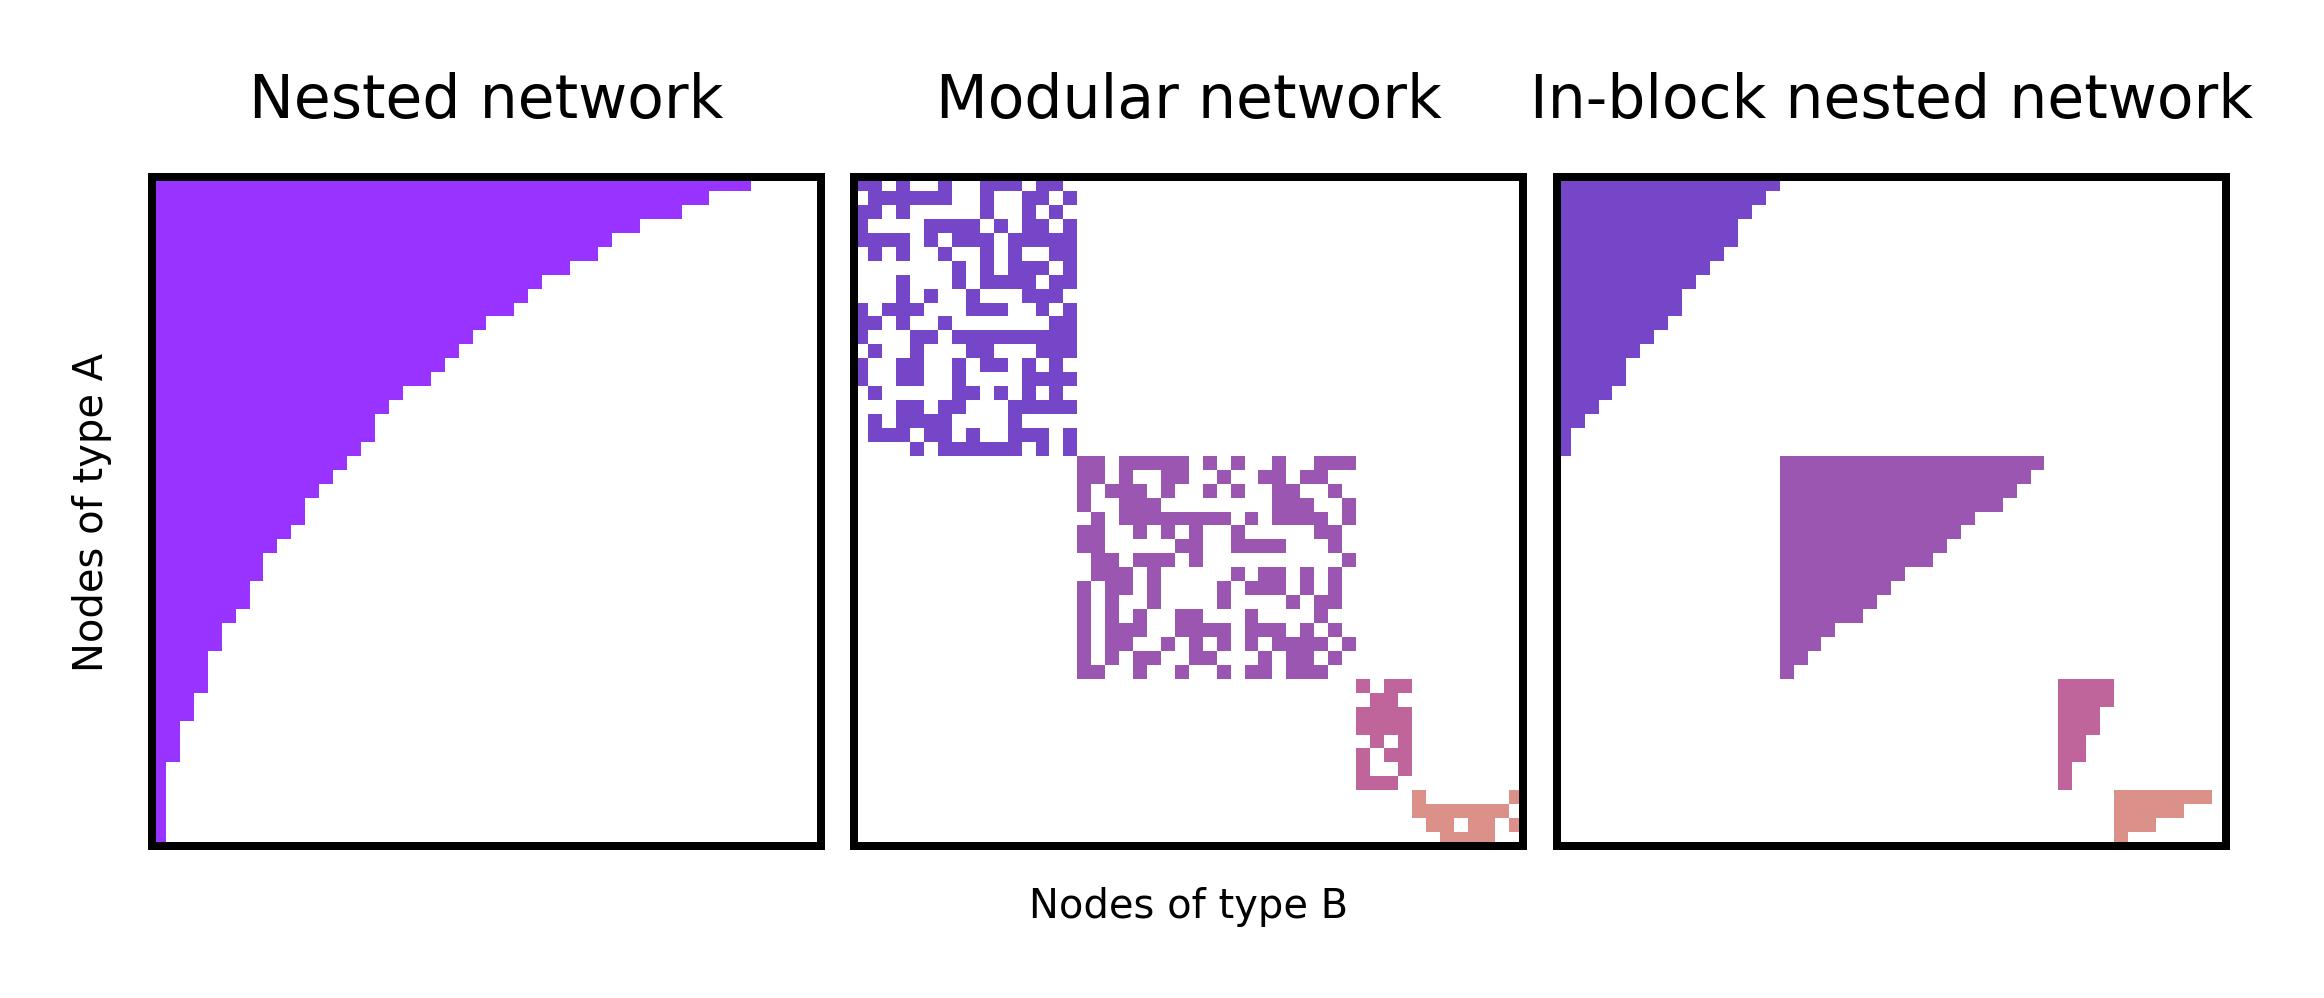 Nested network
Modular network
In-block nested network
Nodes of type A
Nodes of type B